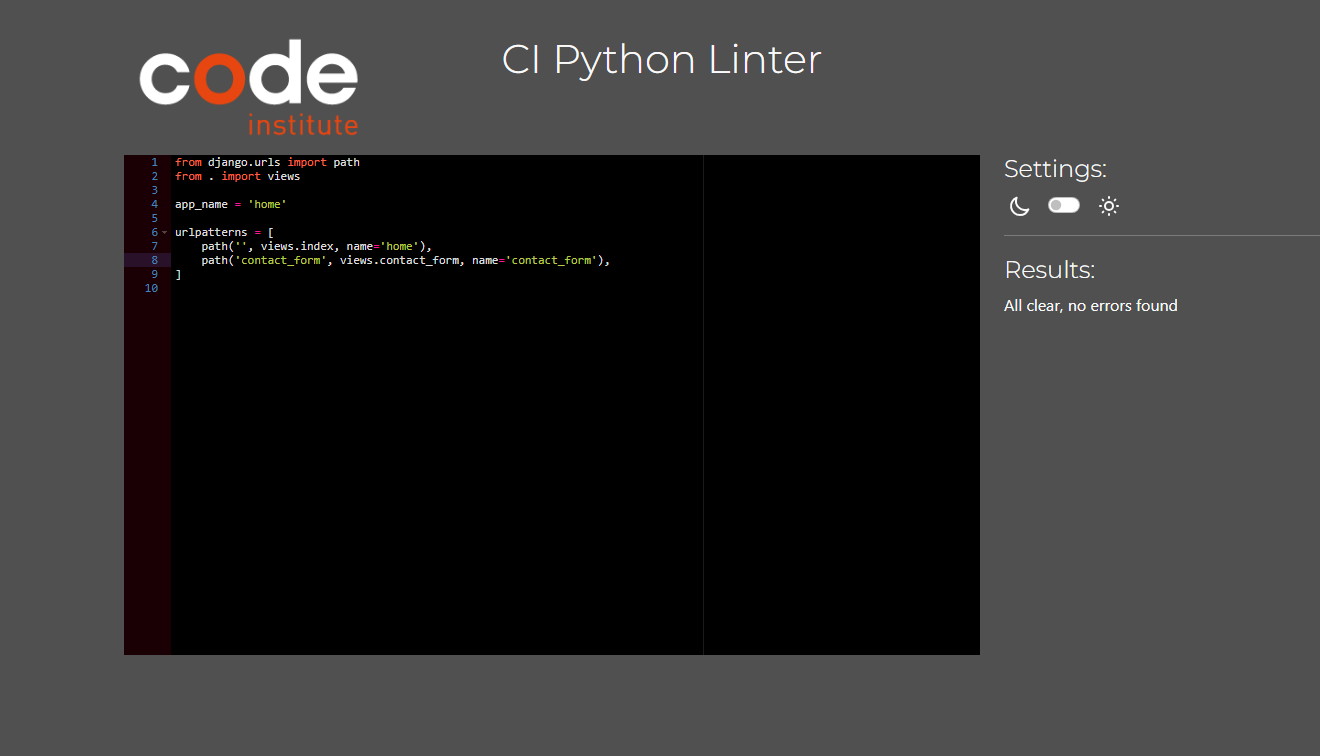 code
institute
CI Python Linter
1 from django.urls import path
2 from . import views
3
4 app_name = 'home'
5
6 urlpatterns = [
7     path('', views.index, name='home'),
8     path('contact_form', views.contact_form, name='contact_form'),
9 ]
10
Settings:
Results:
All clear, no errors found